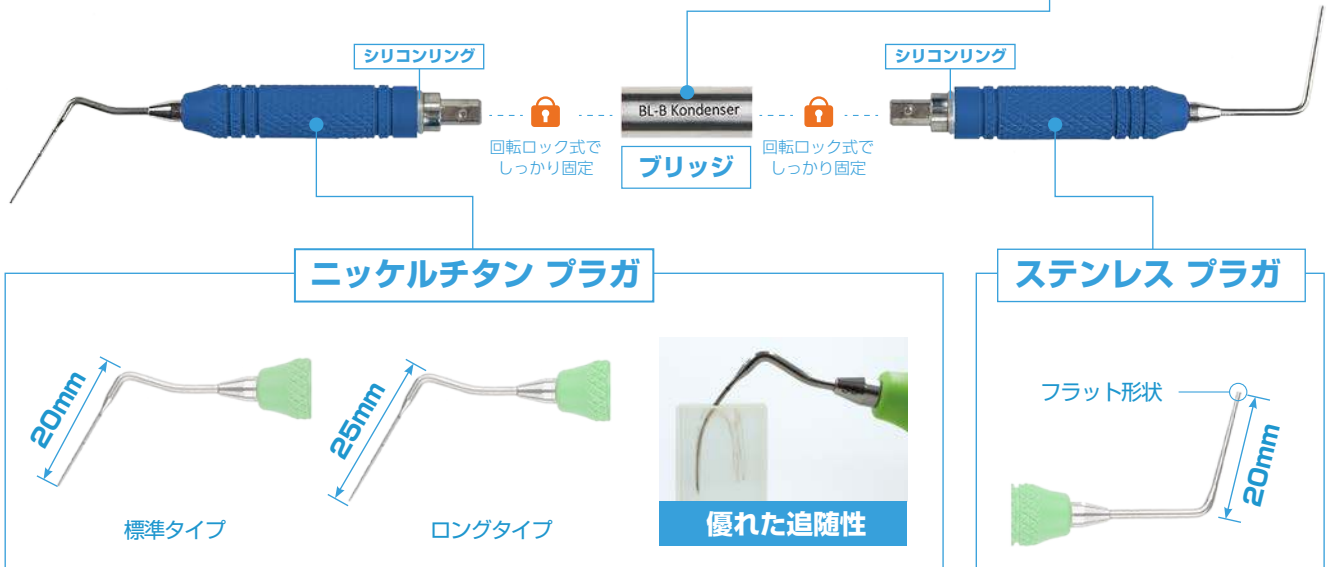 シリコンリング
シリコンリング
BL-B Kondenser
回転ロック式で
しっかり固定
ブリッジ
回転ロック式で
しっかり固定
ニッケルチタン プラガ
ステンレス プラガ
20mm
標準タイプ
25mm
ロングタイプ
優れた追随性
フラット形状
20mm